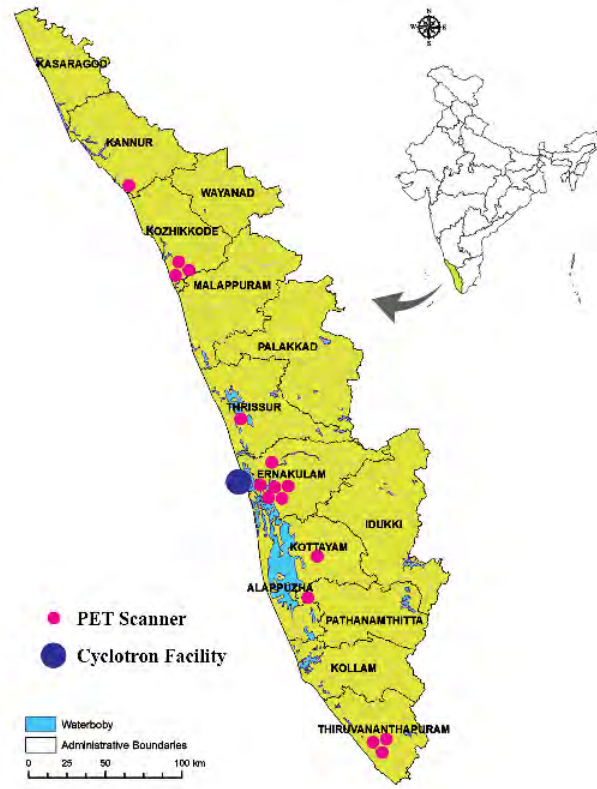 N
W
E
S
KASARAGOD
KANNUR
WAYANAD
KOZHIKKODE
MALAPPURAM
PALAKKAD
THRISSUR
ERNAKULAM
IDUKKI
KOTTAYAM
ALAPPUZHA
PATHANAMTHITTA
KOLLAM
THIRUVANANTHAPURAM
PET Scanner
Cyclotron Facility
Waterboby
Administrative Boundaries
0 25 50 100 km